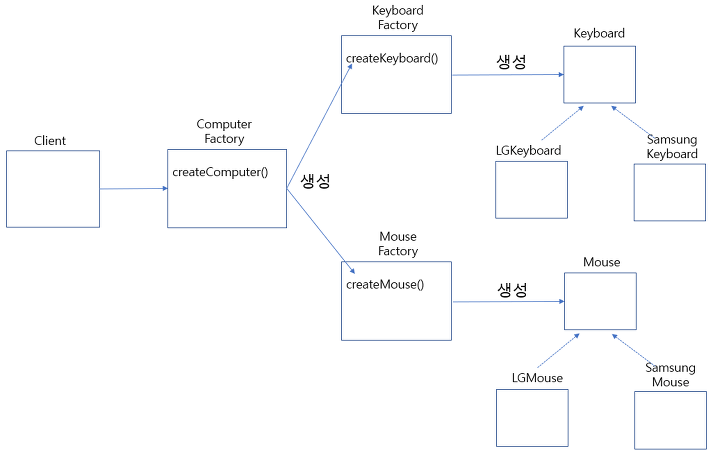 Keyboard
Factory
createKeyboard()
생성
Keyboard
LGKeyboard
Samsung
Keyboard
Client
Computer
Factory
createComputer()
생성
Mouse
Factory
createMouse()
생성
Mouse
LGMouse
Samsung
Mouse